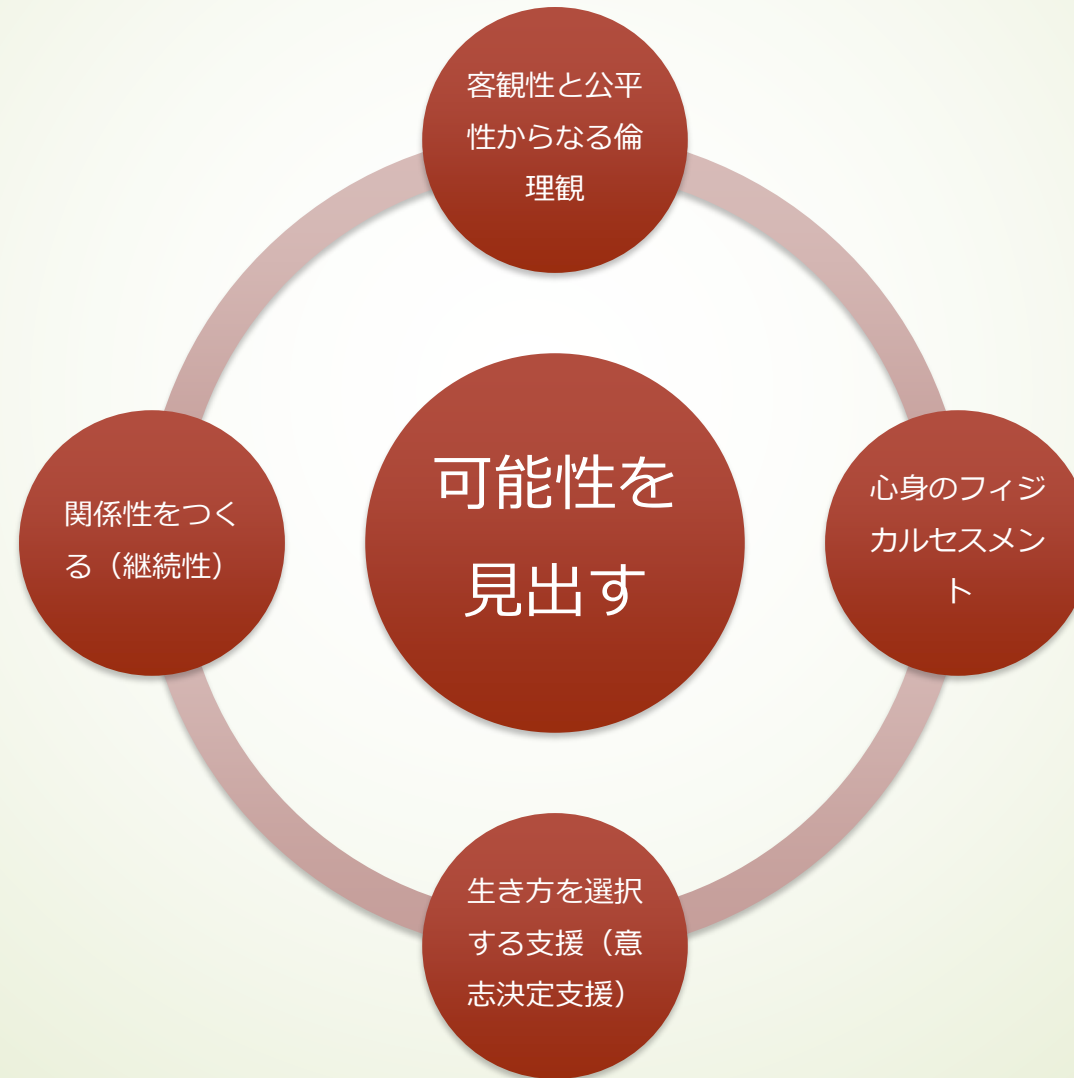 客観性と公平
性からなる倫
理観
可能性を
見出す
関係性をつく
る（継続性）
心身のフィジ
カルセスメン
ト
生き方を選択
する支援（意
志決定支援）